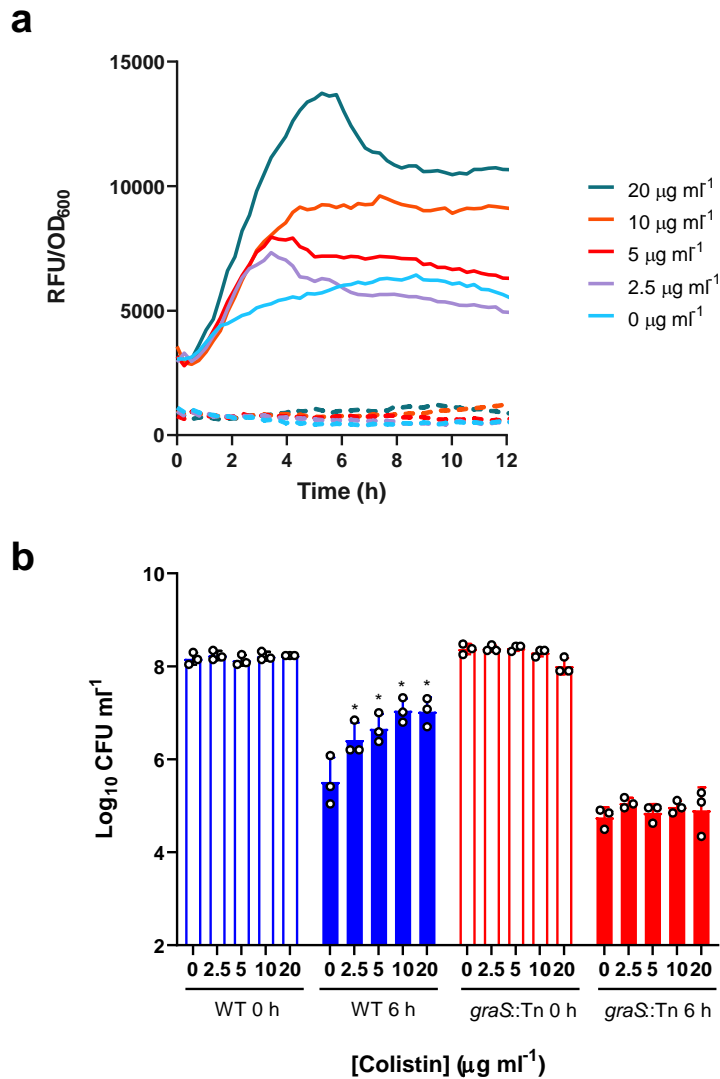 a
15000
10000
5000
0
RFU/OD600
0 2 4 6 8 10 12
Time (h)
20 μg ml-1
10 μg ml-1
5 μg ml-1
2.5 μg ml-1
0 μg ml-1
b
10
8
6
4
2
Log10 CFU ml-1
* * * *
0 2.5 5 10 20 0 2.5 5 10 20 0 2.5 5 10 20 0 2.5 5 10 20
WT 0 h WT 6 h graS::Tn 0 h graS::Tn 6 h
[Colistin] (μg ml-1)